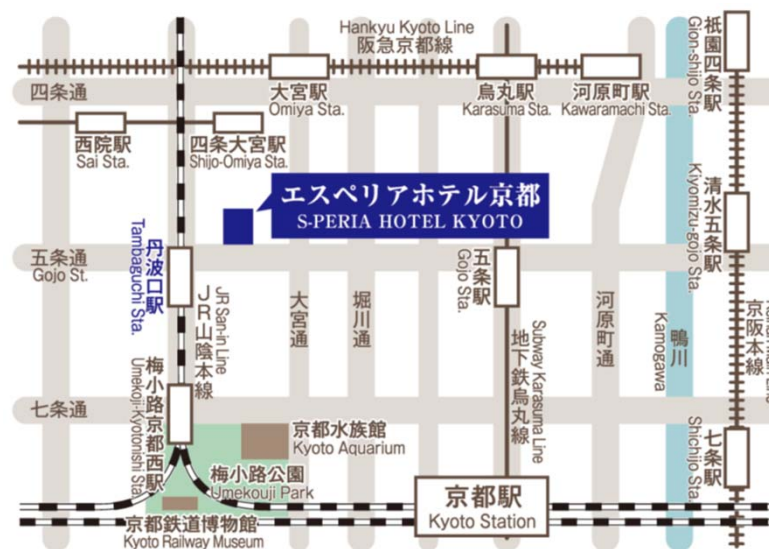 Hankyu Kyoto Line
阪急京都線
祇園四条駅
Gion-shijo Sta.
四条通
大宮駅
Omiya Sta.
烏丸駅
Karasuma Sta.
河原町駅
Kawaramachi Sta.
西院駅
Sai Sta.
四条大宮駅
Shijo-Omiya Sta.
エスペリアホテル京都
S-PERIA HOTEL KYOTO
清水五条駅
Kiyomizu-gojo Sta.
五条通
Gojo St.
丹波口駅
Tambaguchi Sta.
JR San-in Line
JR山陰本線
大宮通
堀川通
五条駅
Gojo Sta.
Subway Karasuma Line
地下鉄烏丸線
河原町通
鴨川
Kamogawa
京阪本線
七条通
梅小路京都西駅
Umekoji-Kyotonishi Sta.
京都水族館
Kyoto Aquarium
梅小路公園
Umekouji Park
京都鉄道博物館
Kyoto Railway Museum
京都駅
Kyoto Station
七条駅
Shichijo Sta.